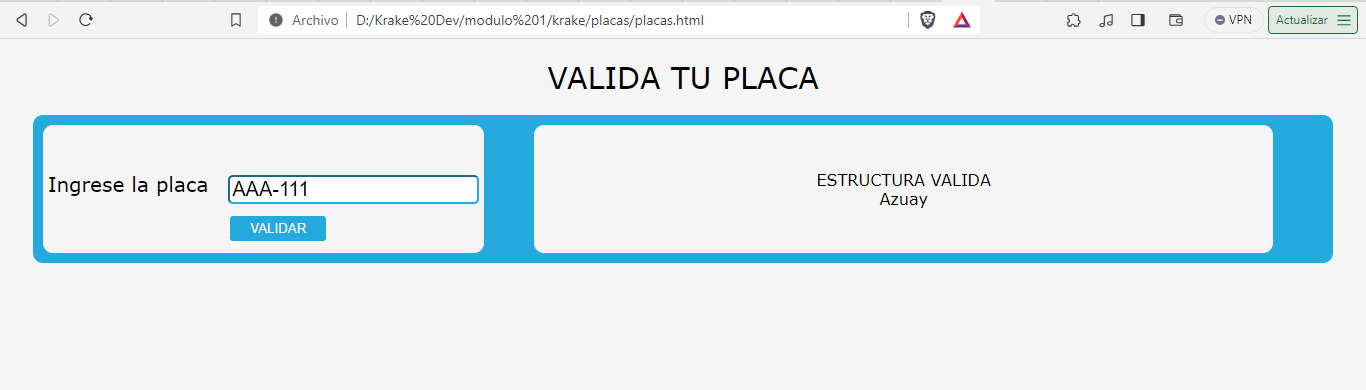 Archivo D:/Krake%20Dev/modulo%201/krake/placas/placas.html VPN Actualizar
VALIDA TU PLACA
Ingrese la placa AAA-111
VALIDAR
ESTRUCTURA VALIDA
Azuay